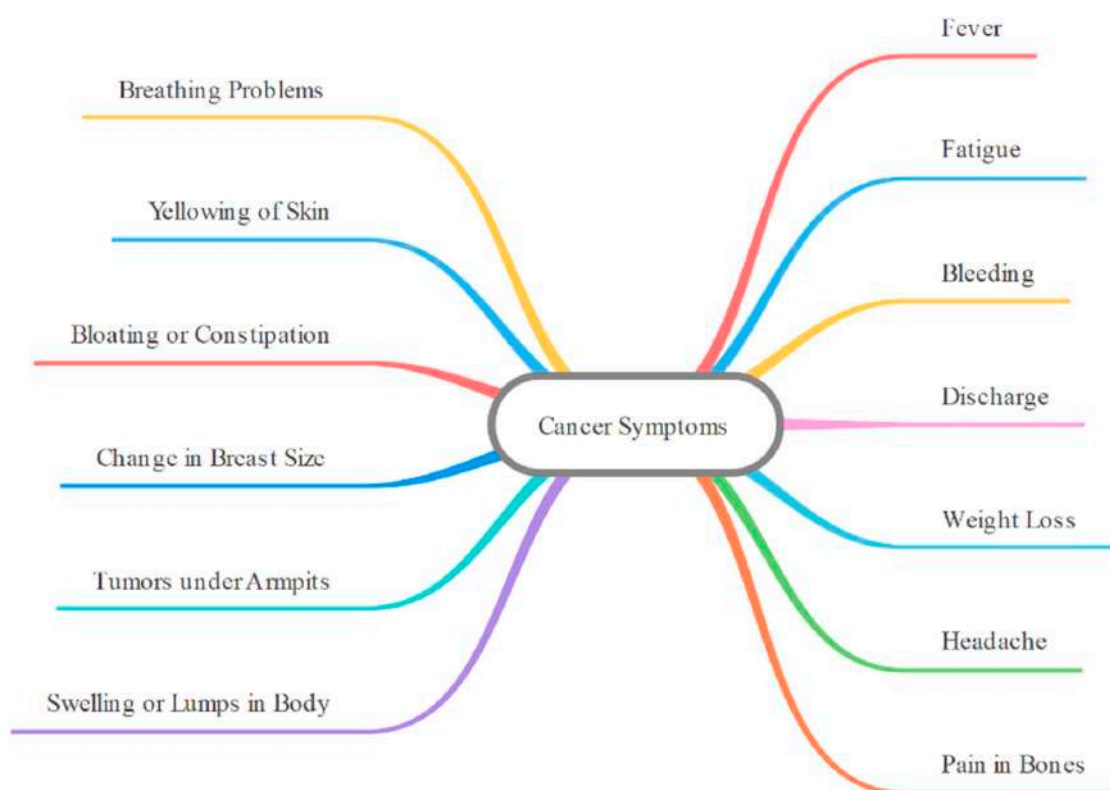 Fever
Breathing Problems
Fatigue
Yellowing of Skin
Bleeding
Bloating or Constipation
Discharge
Cancer Symptoms
Change in Breast Size
Weight Loss
Tumors under Armpits
Headache
Swelling or Lumps in Body
Pain in Bones